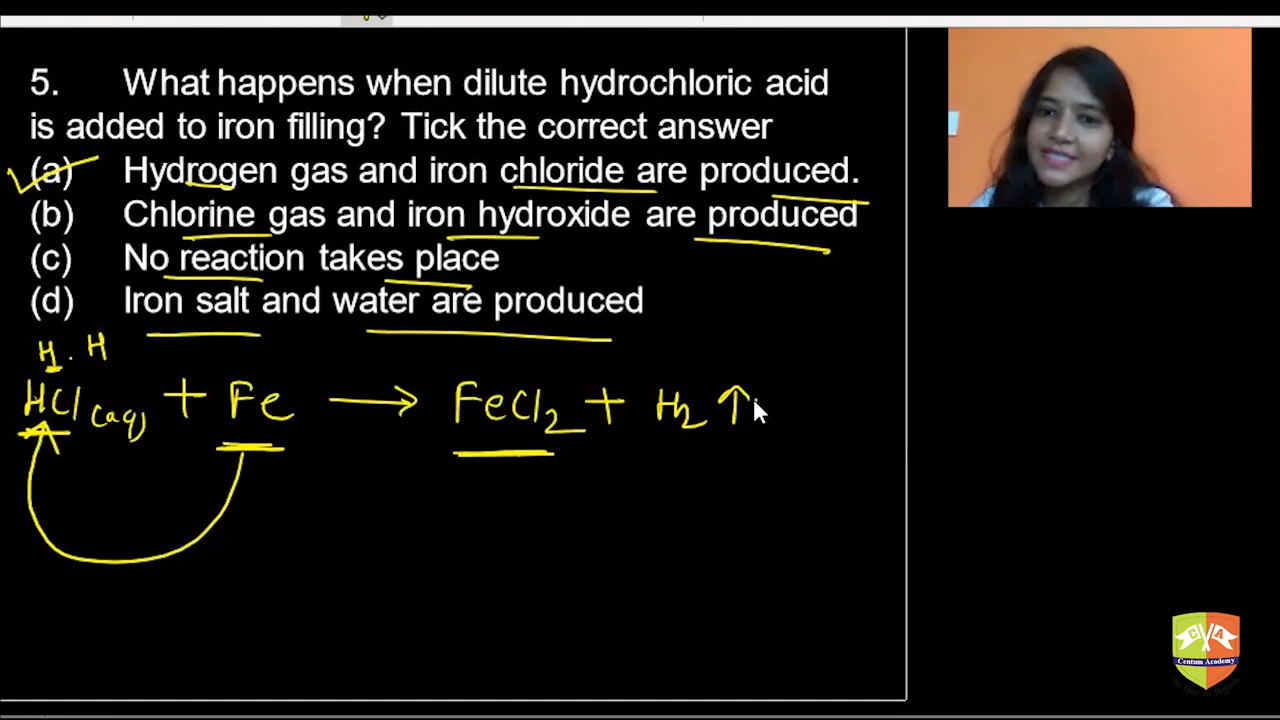 5. What happens when dilute hydrochloric acid
is added to iron filling? Tick the correct answer
(a) Hydrogen gas and iron chloride are produced.
(b) Chlorine gas and iron hydroxide are produced
(c) No reaction takes place
(d) Iron salt and water are produced
H . H
HCl (aq) + Fe → FeCl2 + H2 ↑
CA
Centum Academy